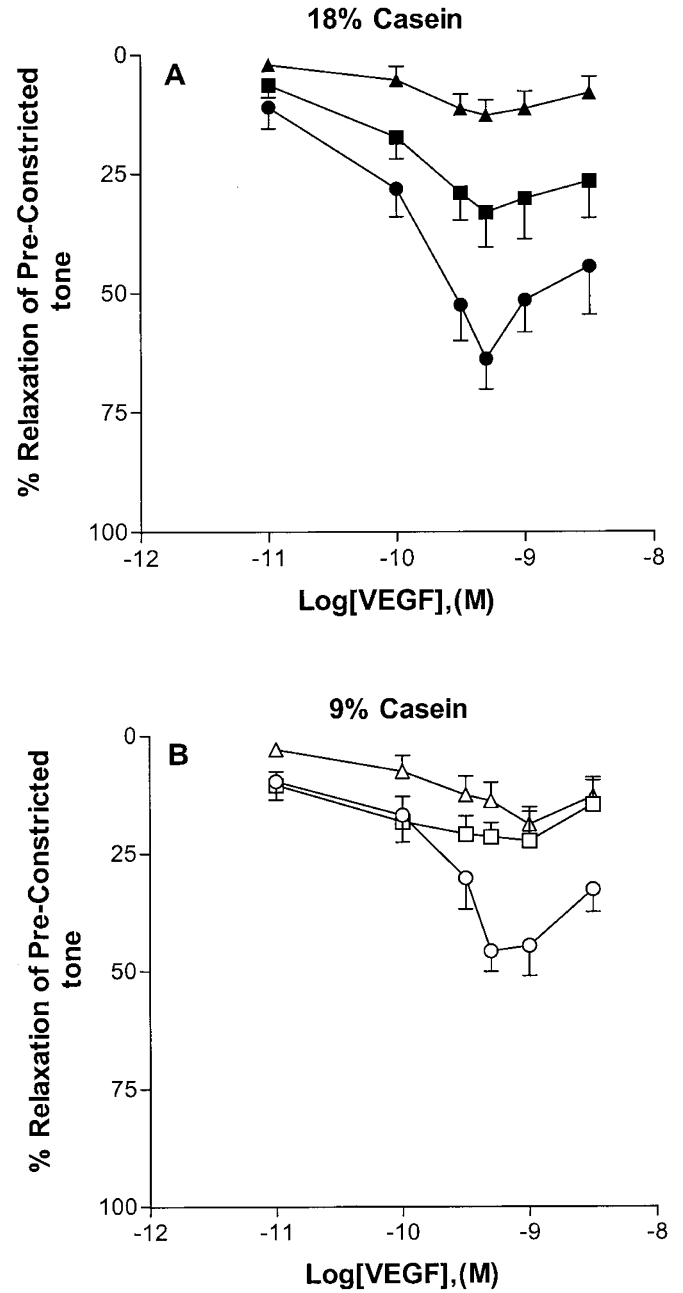 18% Casein
A
0
25
50
75
100
% Relaxation of Pre-Constricted
tone
-12 -11 -10 -9 -8
Log[VEGF],(M)
9% Casein
B
0
25
50
75
100
% Relaxation of Pre-Constricted
tone
-12 -11 -10 -9 -8
Log[VEGF],(M)